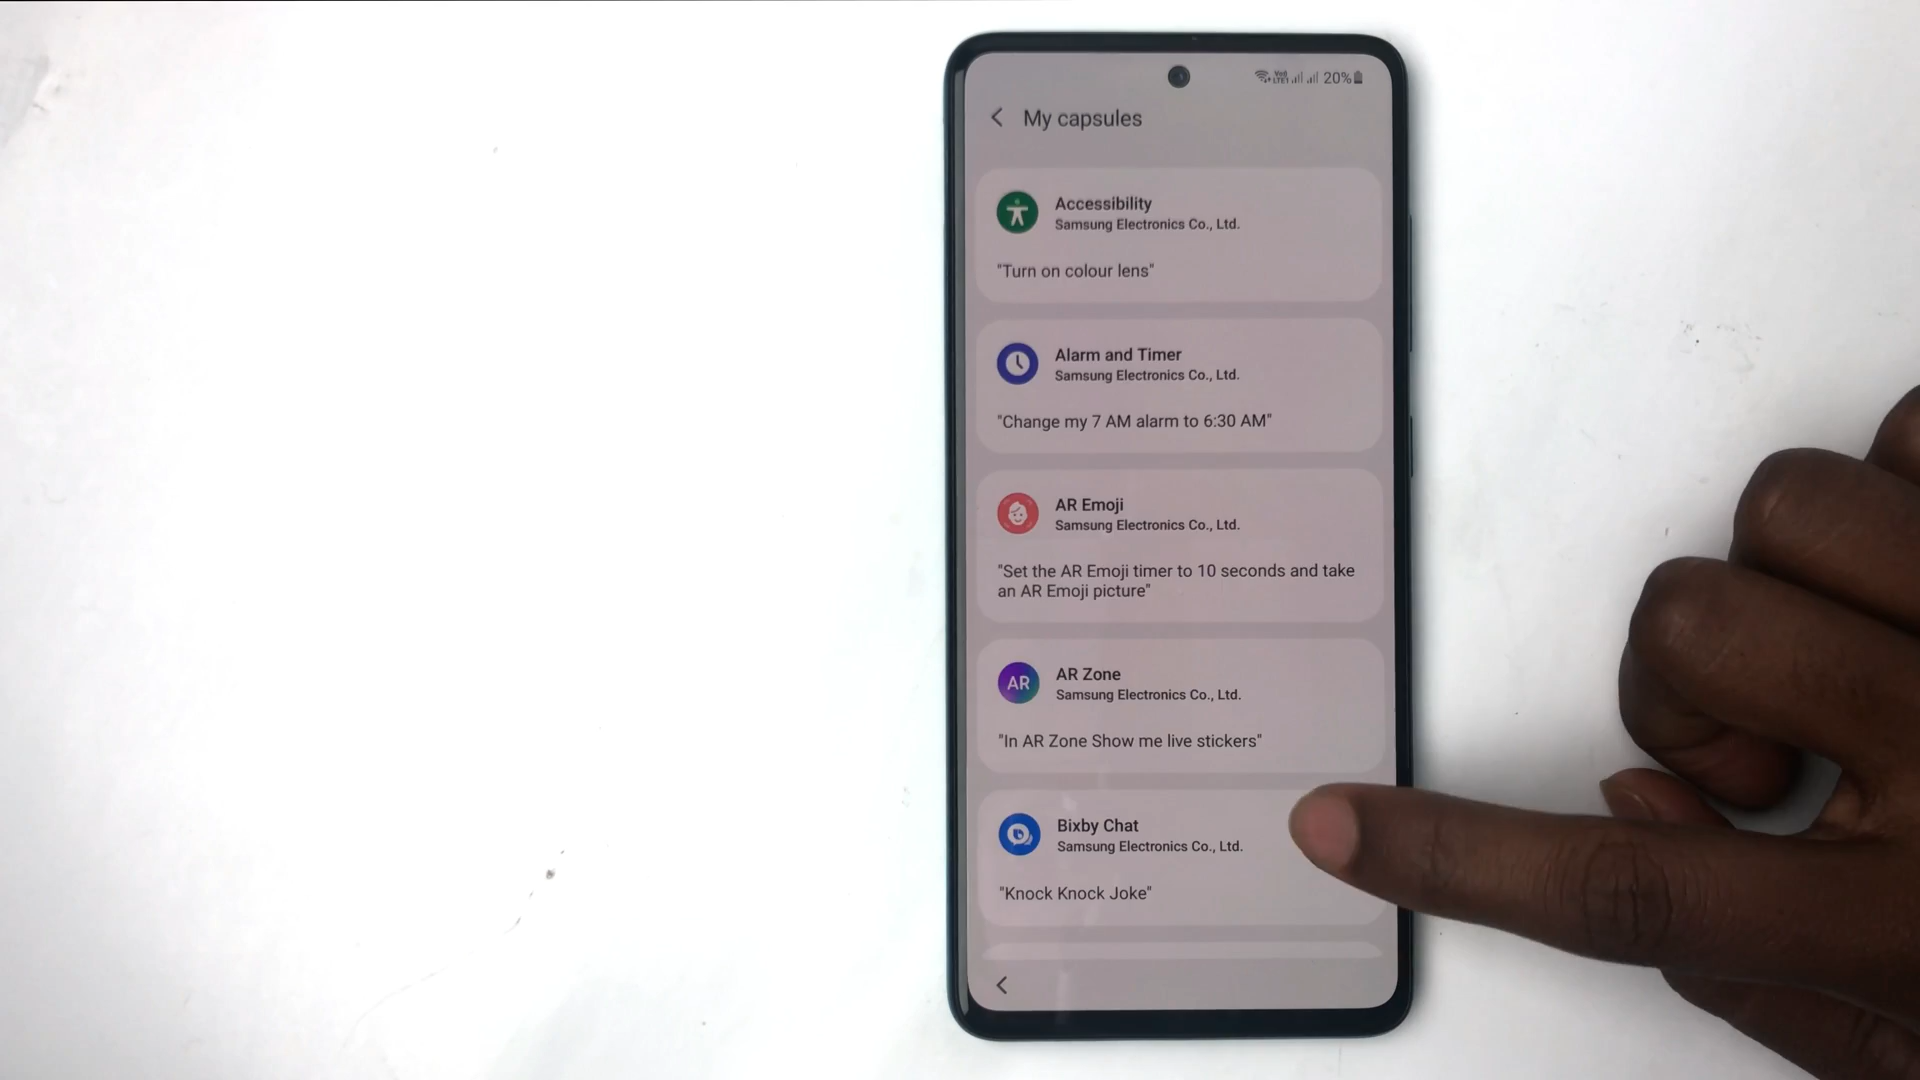 Vo)) LTE1 20%
My capsules
Accessibility
Samsung Electronics Co., Ltd.
"Turn on colour lens"
Alarm and Timer
Samsung Electronics Co., Ltd.
"Change my 7 AM alarm to 6:30 AM"
AR Emoji
Samsung Electronics Co., Ltd.
"Set the AR Emoji timer to 10 seconds and take
an AR Emoji picture"
AR AR Zone
Samsung Electronics Co., Ltd.
"In AR Zone Show me live stickers"
Bixby Chat
Samsung Electronics Co., Ltd.
"Knock Knock Joke"